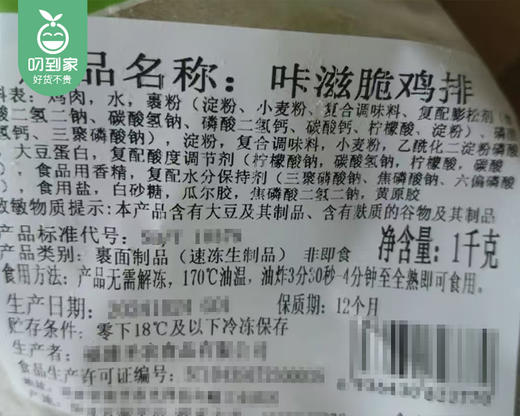 叨到家
好货不贵
品名称：咔滋脆鸡排
料表：鸡肉，水，裹粉（淀粉、小麦粉、复合调味料、复配膨松剂（
酸二氢二钠、碳酸氢钠、磷酸二氢钙、碳酸钙、柠檬酸、淀粉）、磷
氢钙、三聚磷酸钠），淀粉，复合调味料，小麦粉，乙酰化二淀粉磷酸
，大豆蛋白，复配酸度调节剂（柠檬酸钠，碳酸氢钠，柠檬酸，碳酸
），食品用香精，复配水分保持剂（三聚磷酸钠、焦磷酸钠、六偏磷酸
，食用盐，白砂糖，瓜尔胶，焦磷酸二氢二钠，黄原胶
敏物质提示：本产品含有大豆及其制品、含有麸质的谷物及其制品
产品标准代号：
净含量：1千克
产品类别：裹面制品（速冻生制品） 非即食
食用方法：产品无需解冻，170℃油温，油炸3分30秒-4分钟至全熟即可食用。
生产日期：
保质期：12个月
贮存条件：零下18℃及以下冷冻保存
生产者：
食品生产许可证编号：
产地：